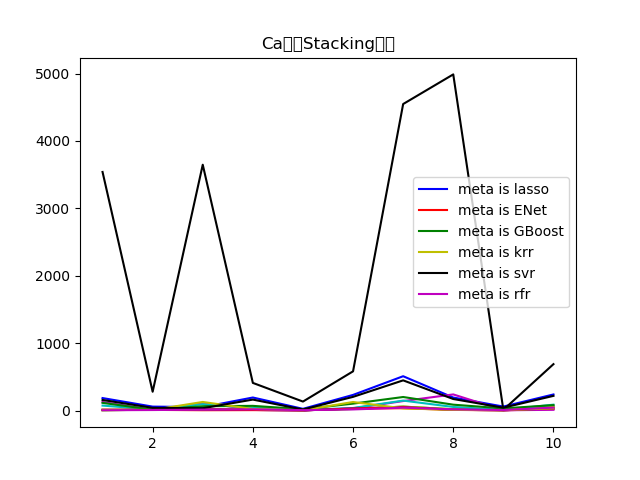 Ca Stacking
5000
4000
3000
2000
1000
0
2
4
6
8
10
meta is lasso
meta is ENet
meta is GBoost
meta is krr
meta is svr
meta is rfr